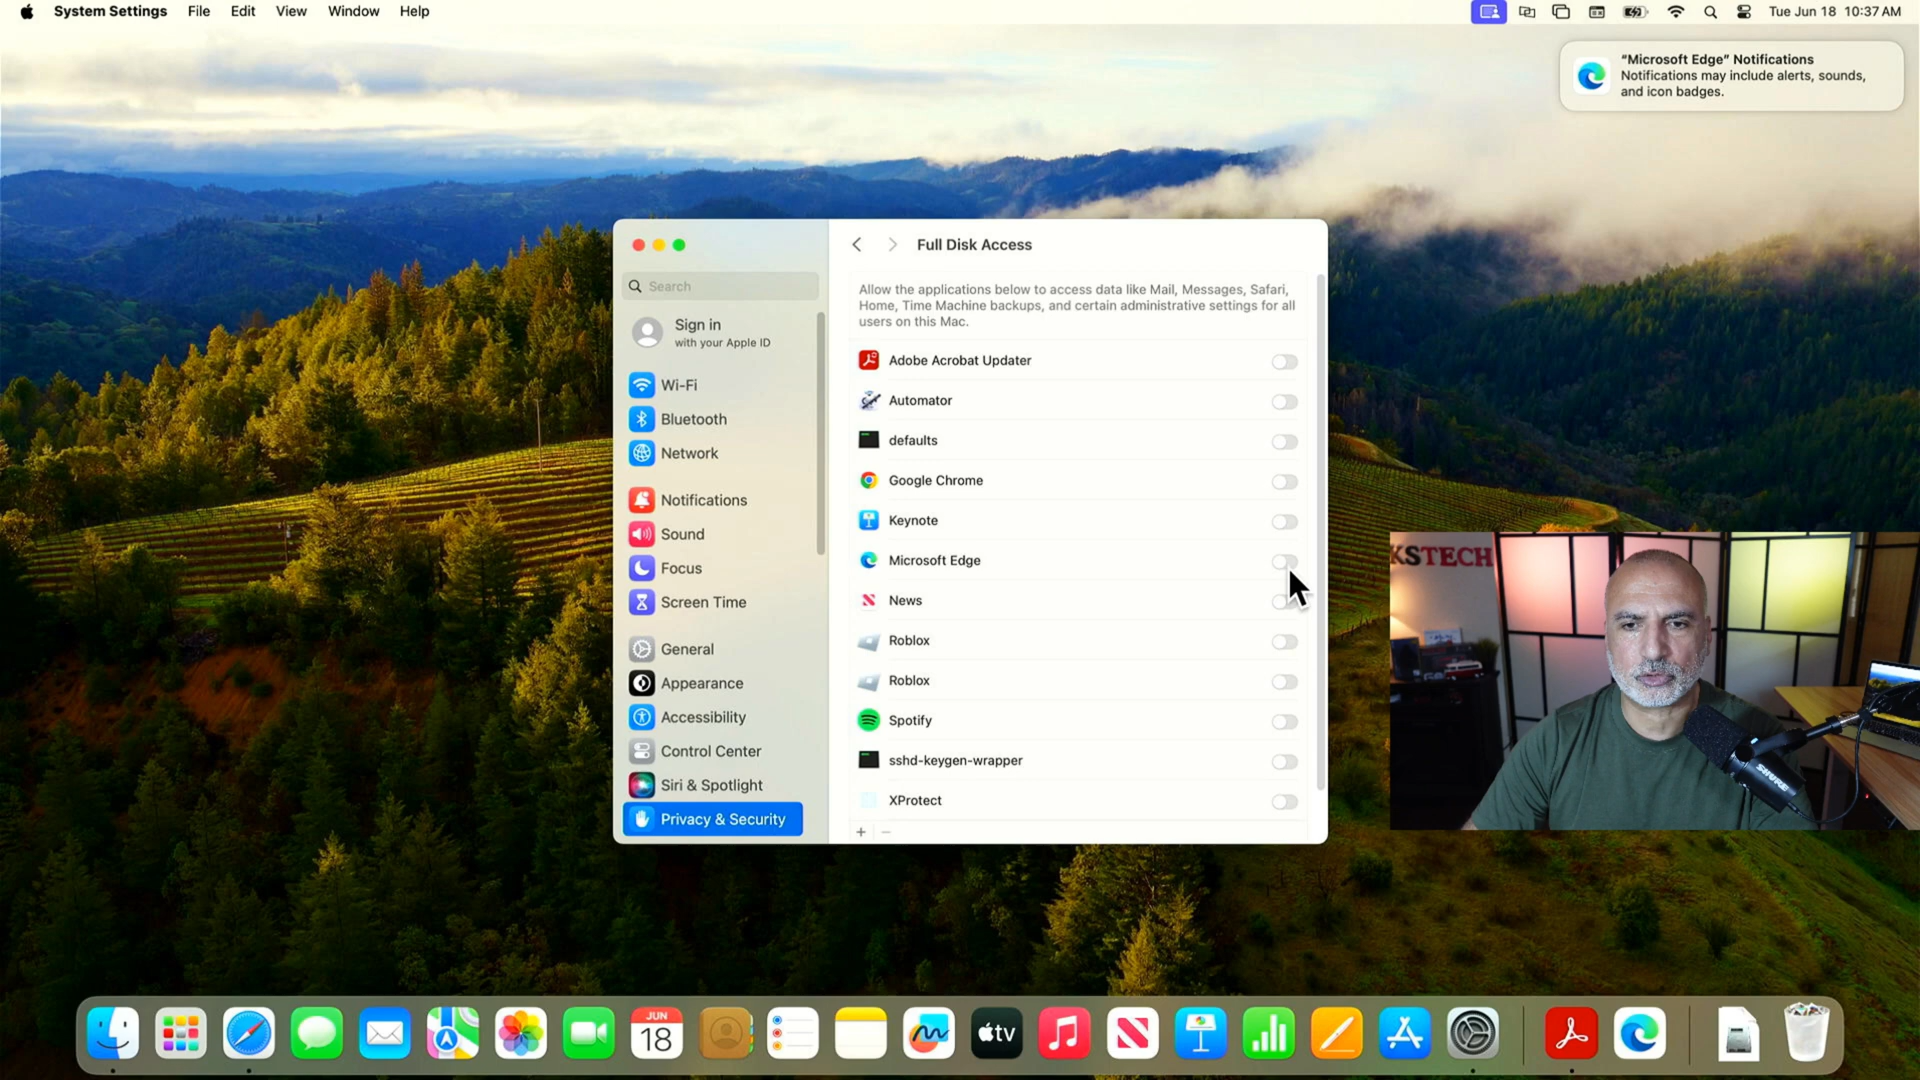 System Settings File Edit View Window Help
Tue Jun 18 10:37 AM
"Microsoft Edge" Notifications
Notifications may include alerts, sounds,
and icon badges.
Search
Sign in
with your Apple ID
Wi-Fi
Bluetooth
Network
Notifications
Sound
Focus
Screen Time
General
Appearance
Accessibility
Control Center
Siri & Spotlight
Privacy & Security
Full Disk Access
Allow the applications below to access data like Mail, Messages, Safari,
Home, Time Machine backups, and certain administrative settings for all
users on this Mac.
Adobe Acrobat Updater
Automator
defaults
Google Chrome
Keynote
Microsoft Edge
News
Roblox
Roblox
Spotify
sshd-keygen-wrapper
XProtect
KSTECH
SHURE
JUN
18
tv